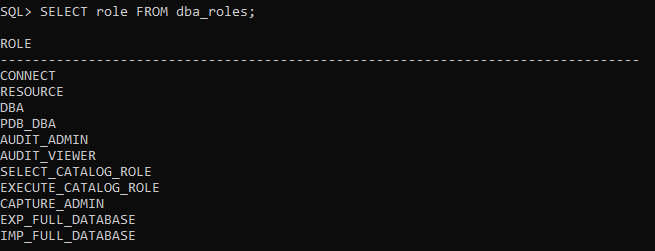 SQL> SELECT role FROM dba_roles;
ROLE
--------------------------------------------------------------------------------
CONNECT
RESOURCE
DBA
PDB_DBA
AUDIT_ADMIN
AUDIT_VIEWER
SELECT_CATALOG_ROLE
EXECUTE_CATALOG_ROLE
CAPTURE_ADMIN
EXP_FULL_DATABASE
IMP_FULL_DATABASE